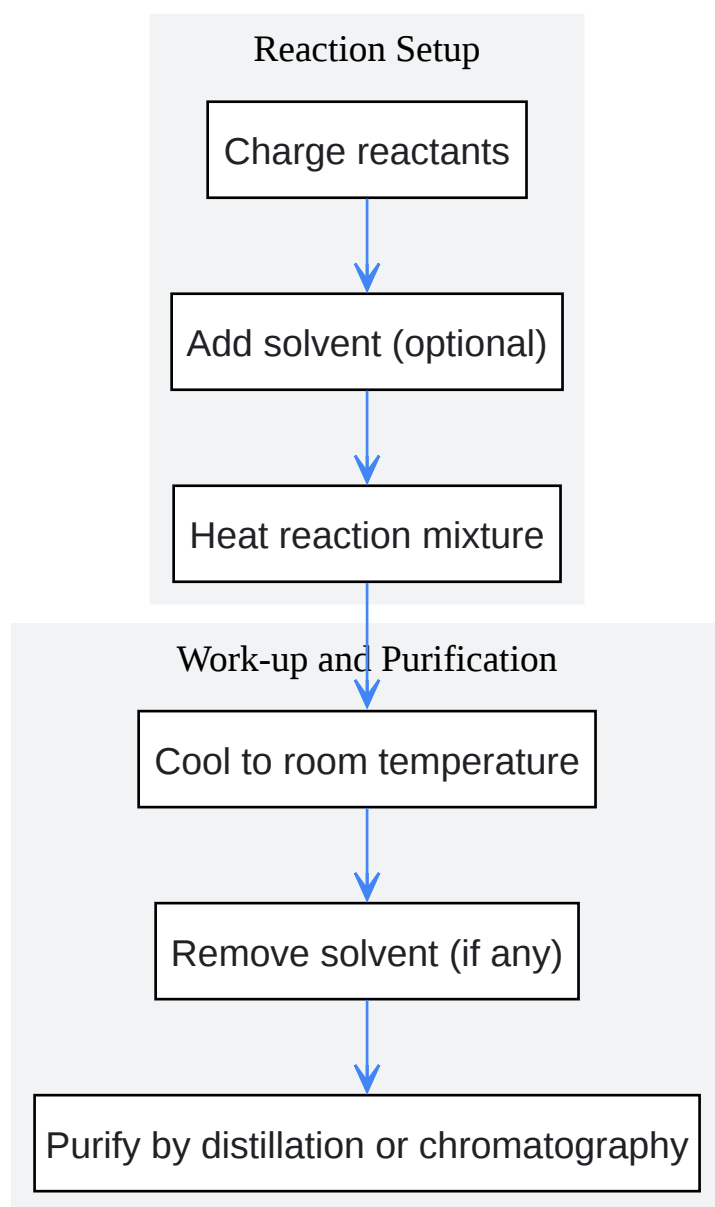 Reaction Setup
Charge reactants
Add solvent (optional)
Heat reaction mixture
Work-up and Purification
Cool to room temperature
Remove solvent (if any)
Purify by distillation or chromatography